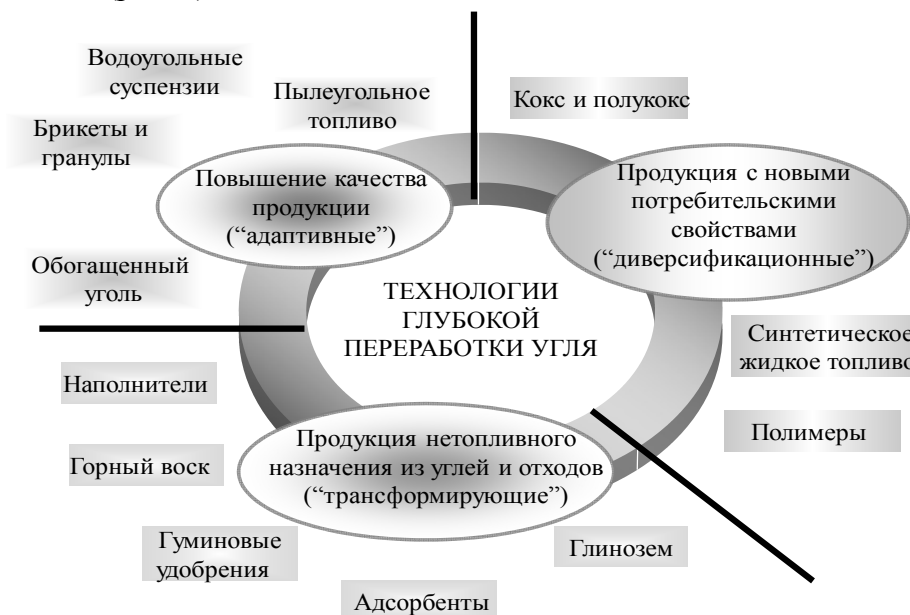 Водоугольные
суспензии
Пылеугольное
топливо
Кокс и полукокс
Брикеты и
гранулы
Повышение качества
продукции
(“адаптивные”)
Продукция с новыми
потребительскими
свойствами
(“диверсификационные”)
Обогащенный
уголь
ТЕХНОЛОГИИ
ГЛУБОКОЙ
ПЕРЕРАБОТКИ УГЛЯ
Синтетическое
жидкое топливо
Наполнители
Полимеры
Продукция нетопливного
назначения из углей и отходов
(“трансформирующие”)
Горный воск
Гуминовые
удобрения
Глинозем
Адсорбенты